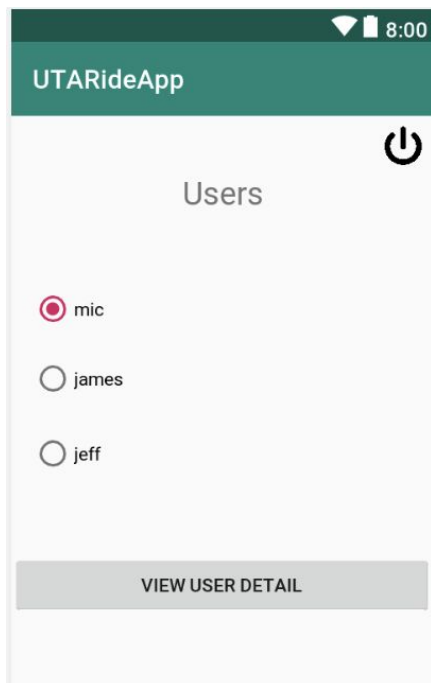 8:00
UTARideApp
Users
mic
james
jeff
VIEW USER DETAIL